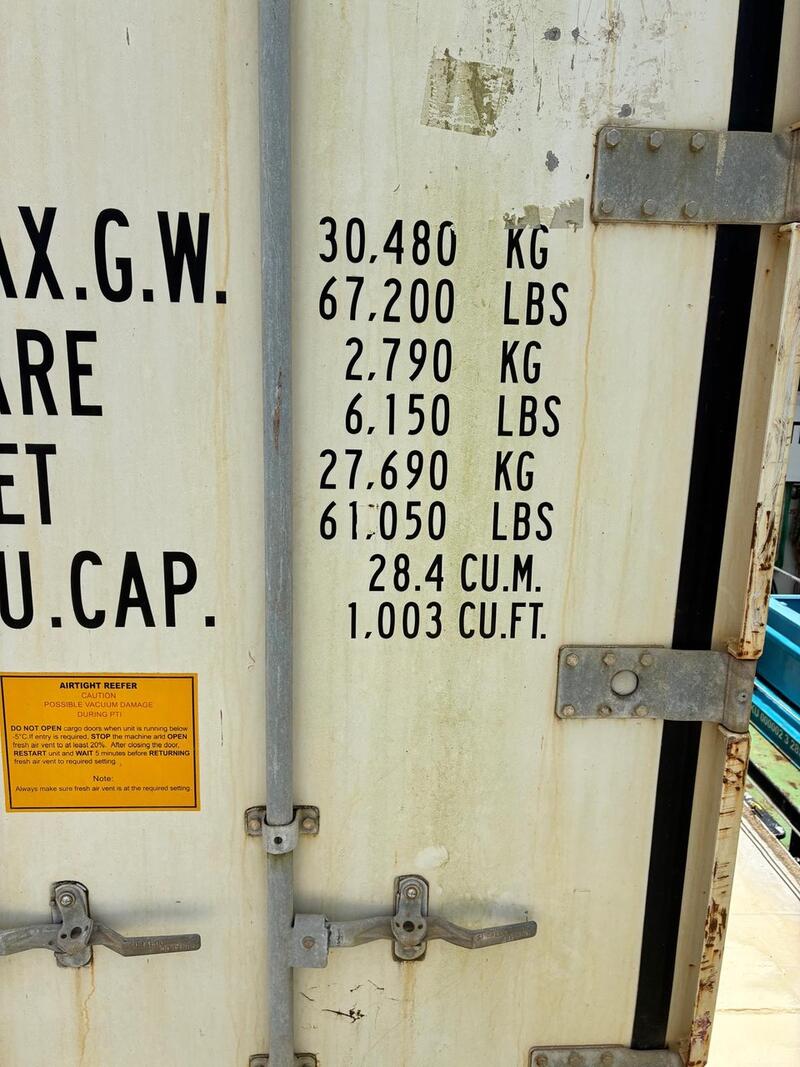 AX.G.W. 30,480 KG
67,200 LBS
ARE 2,790 KG
6,150 LBS
ET 27,690 KG
61,050 LBS
U.CAP. 28.4 CU.M.
1,003 CU.FT.
AIRTIGHT REEFER
CAUTION
POSSIBLE VACUUM DAMAGE
DURING PTI
DO NOT OPEN cargo doors when unit is running below
-5°C.If entry is required, STOP the machine and OPEN
fresh air vent to at least 20%. After closing the door,
RESTART unit and WAIT 5 minutes before RETURNING
fresh air vent to required setting.
Note:
Always make sure fresh air vent is at the required setting.